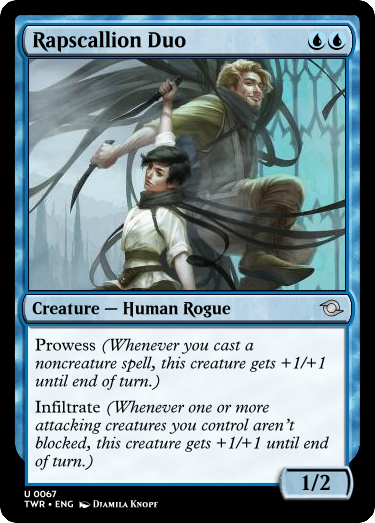 Rapscallion Duo
Creature — Human Rogue
Prowess (Whenever you cast a
noncreature spell, this creature gets +1/+1
until end of turn.)
Infiltrate (Whenever one or more
attacking creatures you control aren't
blocked, this creature gets +1/+1 until end
of turn.)
1/2
U 0067
TWR • ENG Djamila Knopf